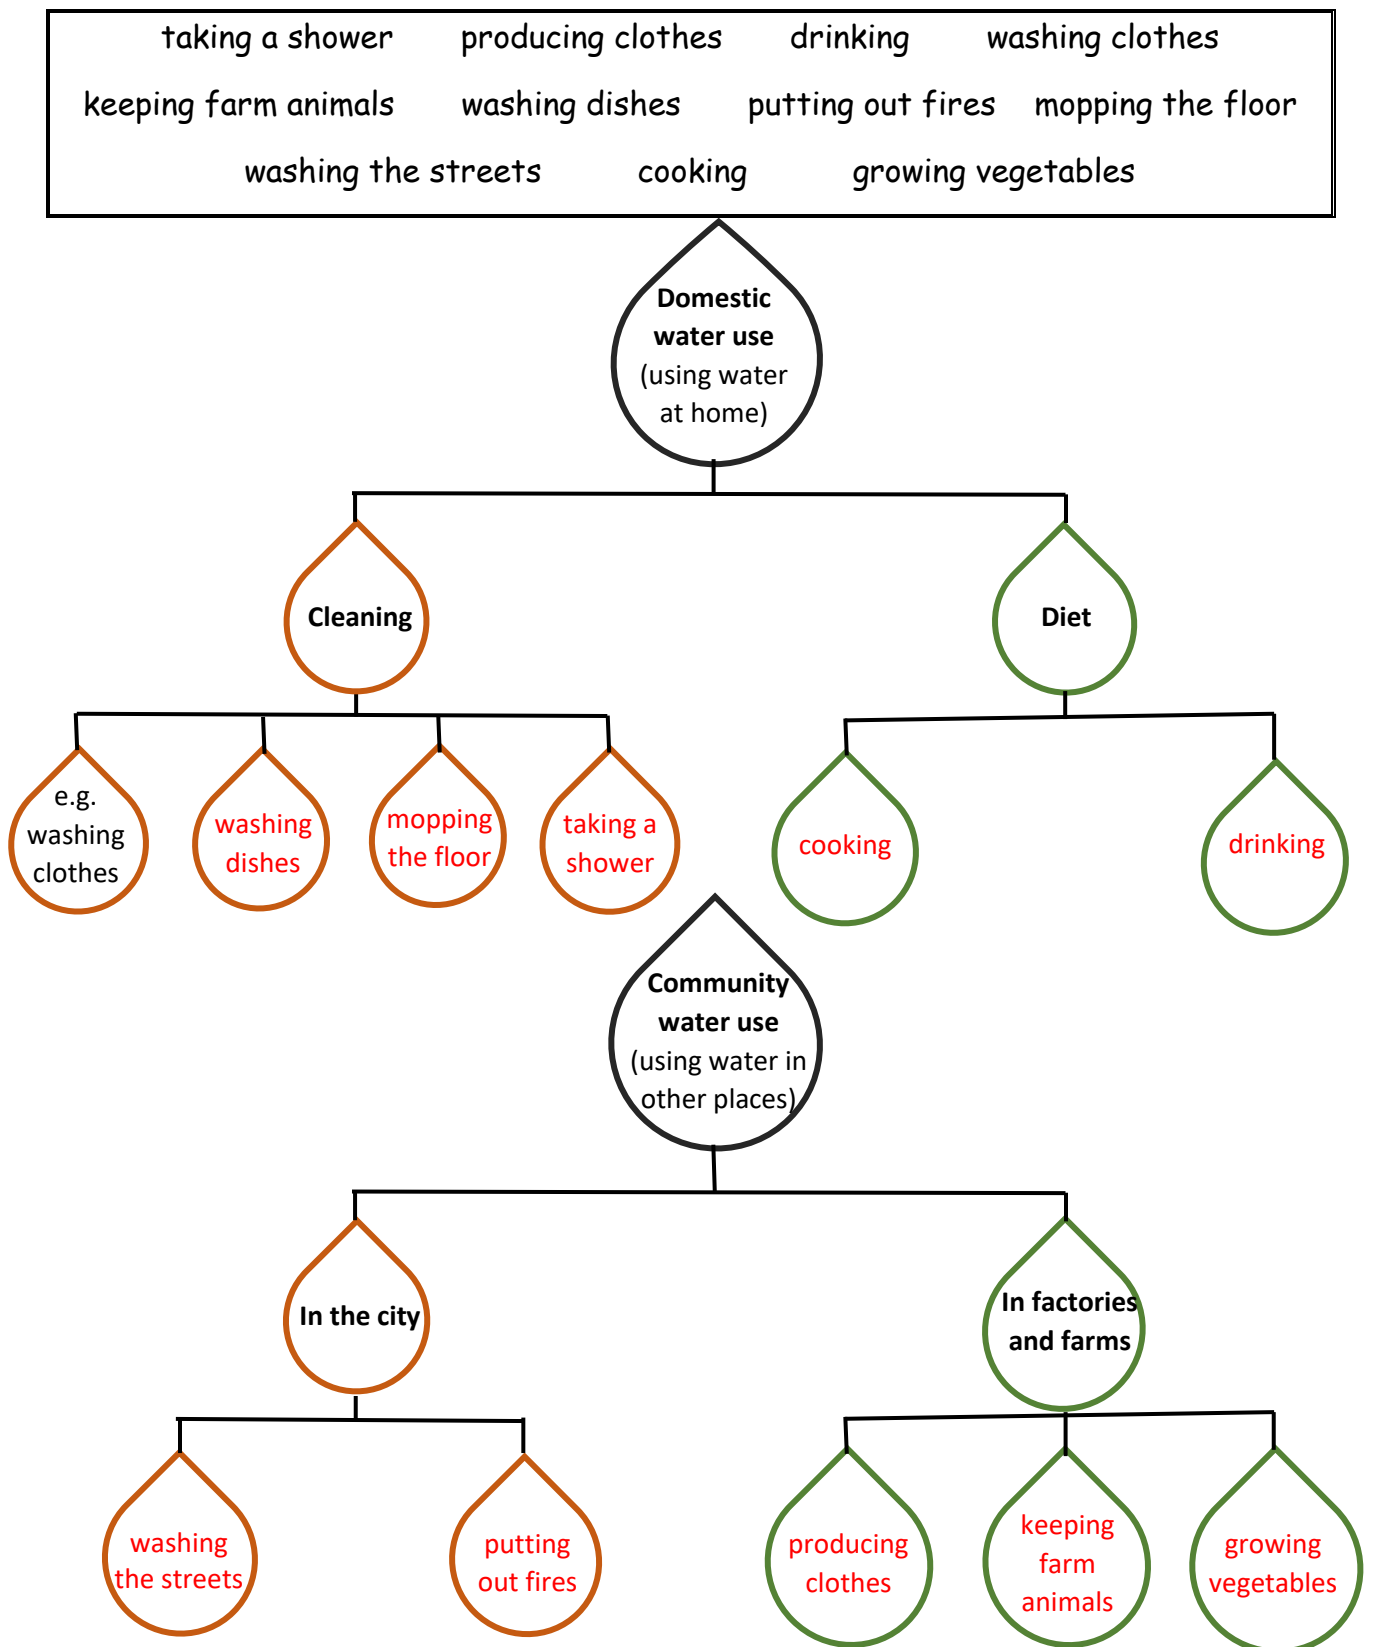 taking a shower producing clothes drinking washing clothes
keeping farm animals washing dishes putting out fires mopping the floor
washing the streets cooking growing vegetables
Domestic
water use
(using water
at home)
Cleaning
Diet
e.g.
washing
clothes
washing
dishes
mopping
the floor
taking a
shower
cooking
drinking
Community
water use
(using water in
other places)
In the city
In factories
and farms
washing
the streets
putting
out fires
producing
clothes
keeping
farm
animals
growing
vegetables